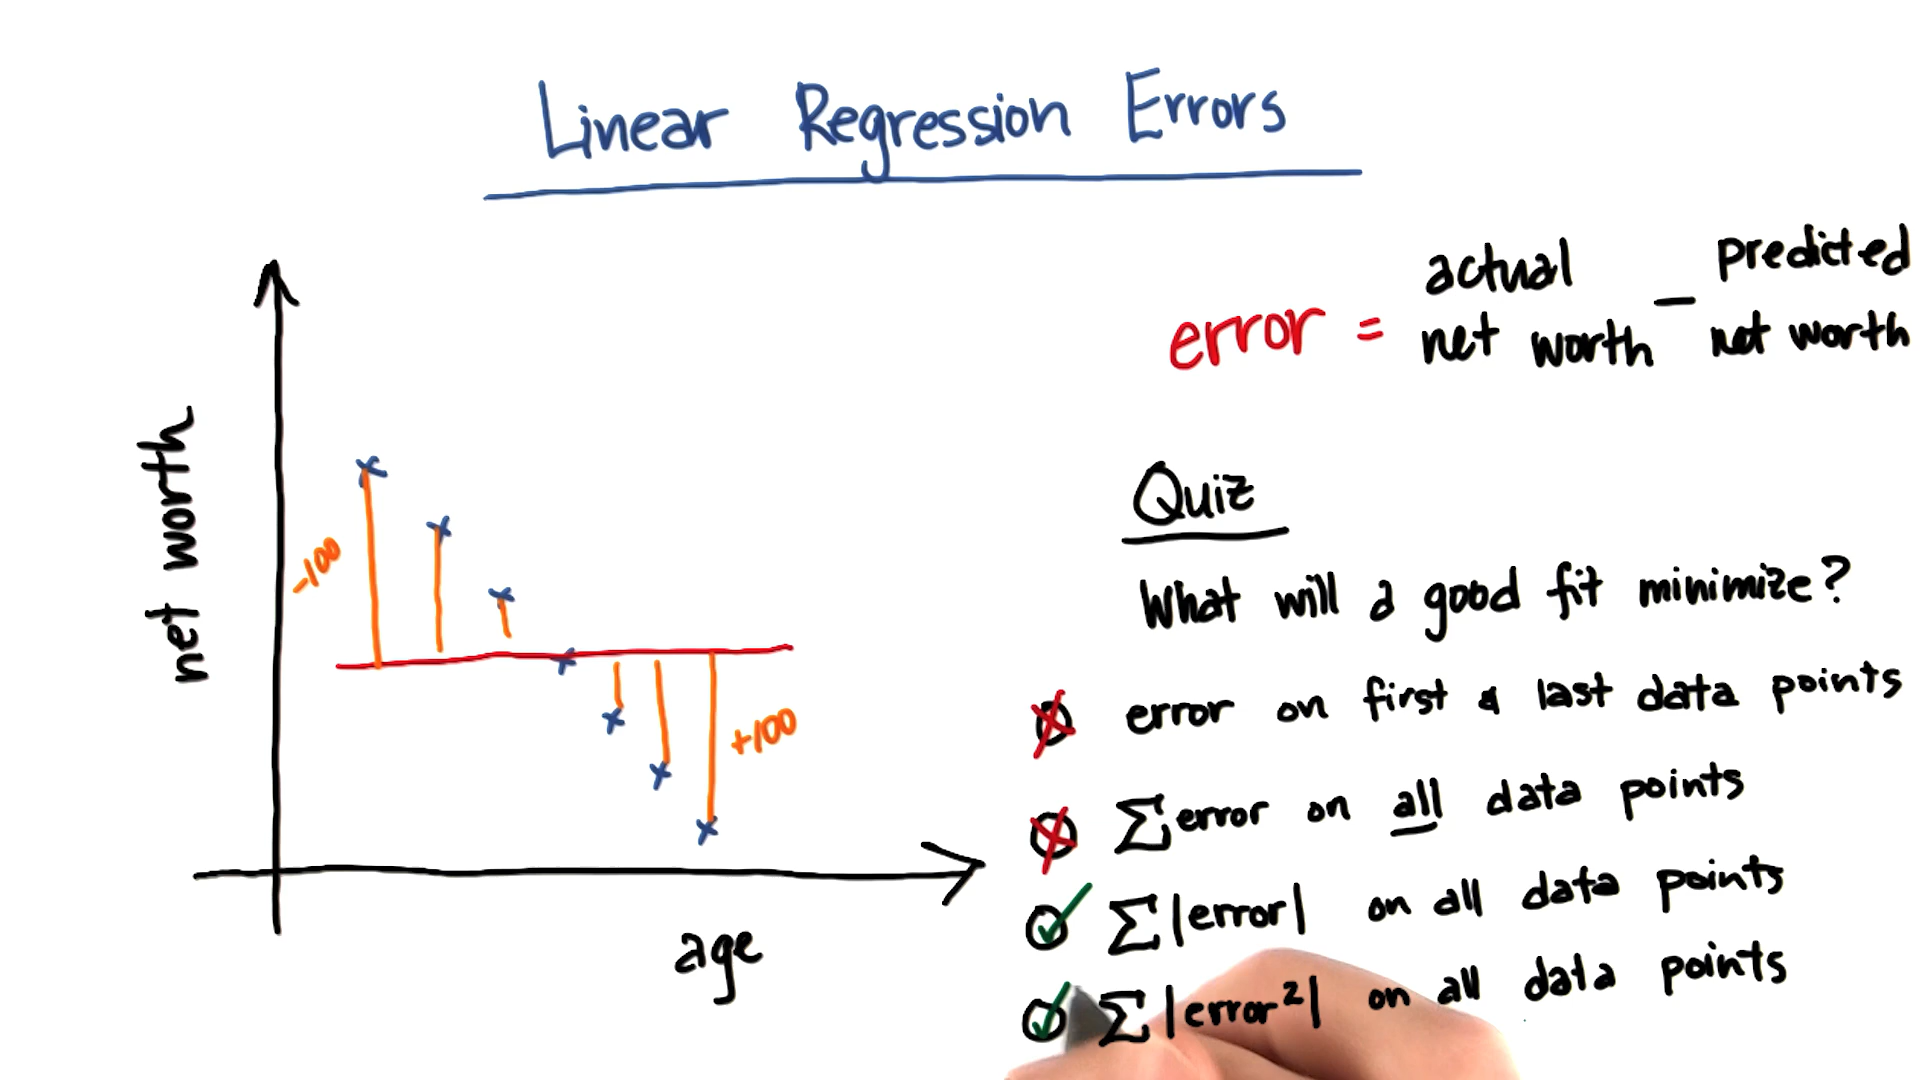 Linear Regression Errors
error = actual net worth – predicted net worth
net worth
-100
+100
age
Quiz
What will a good fit minimize?
error on first & last data points
∑ error on all data points
∑ |error| on all data points
∑ |error²| on all data points